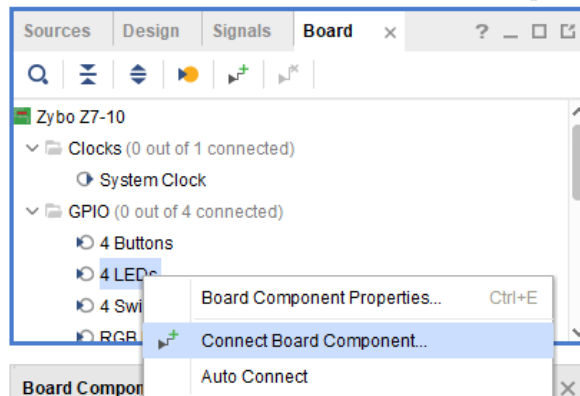 Sources Design Signals Board × ?
Zybo Z7-10
Clocks (0 out of 1 connected)
System Clock
GPIO (0 out of 4 connected)
4 Buttons
4 LEDs
Board Component Properties... Ctrl+E
4 Swi
RGB
Connect Board Component...
Auto Connect
Board Compon